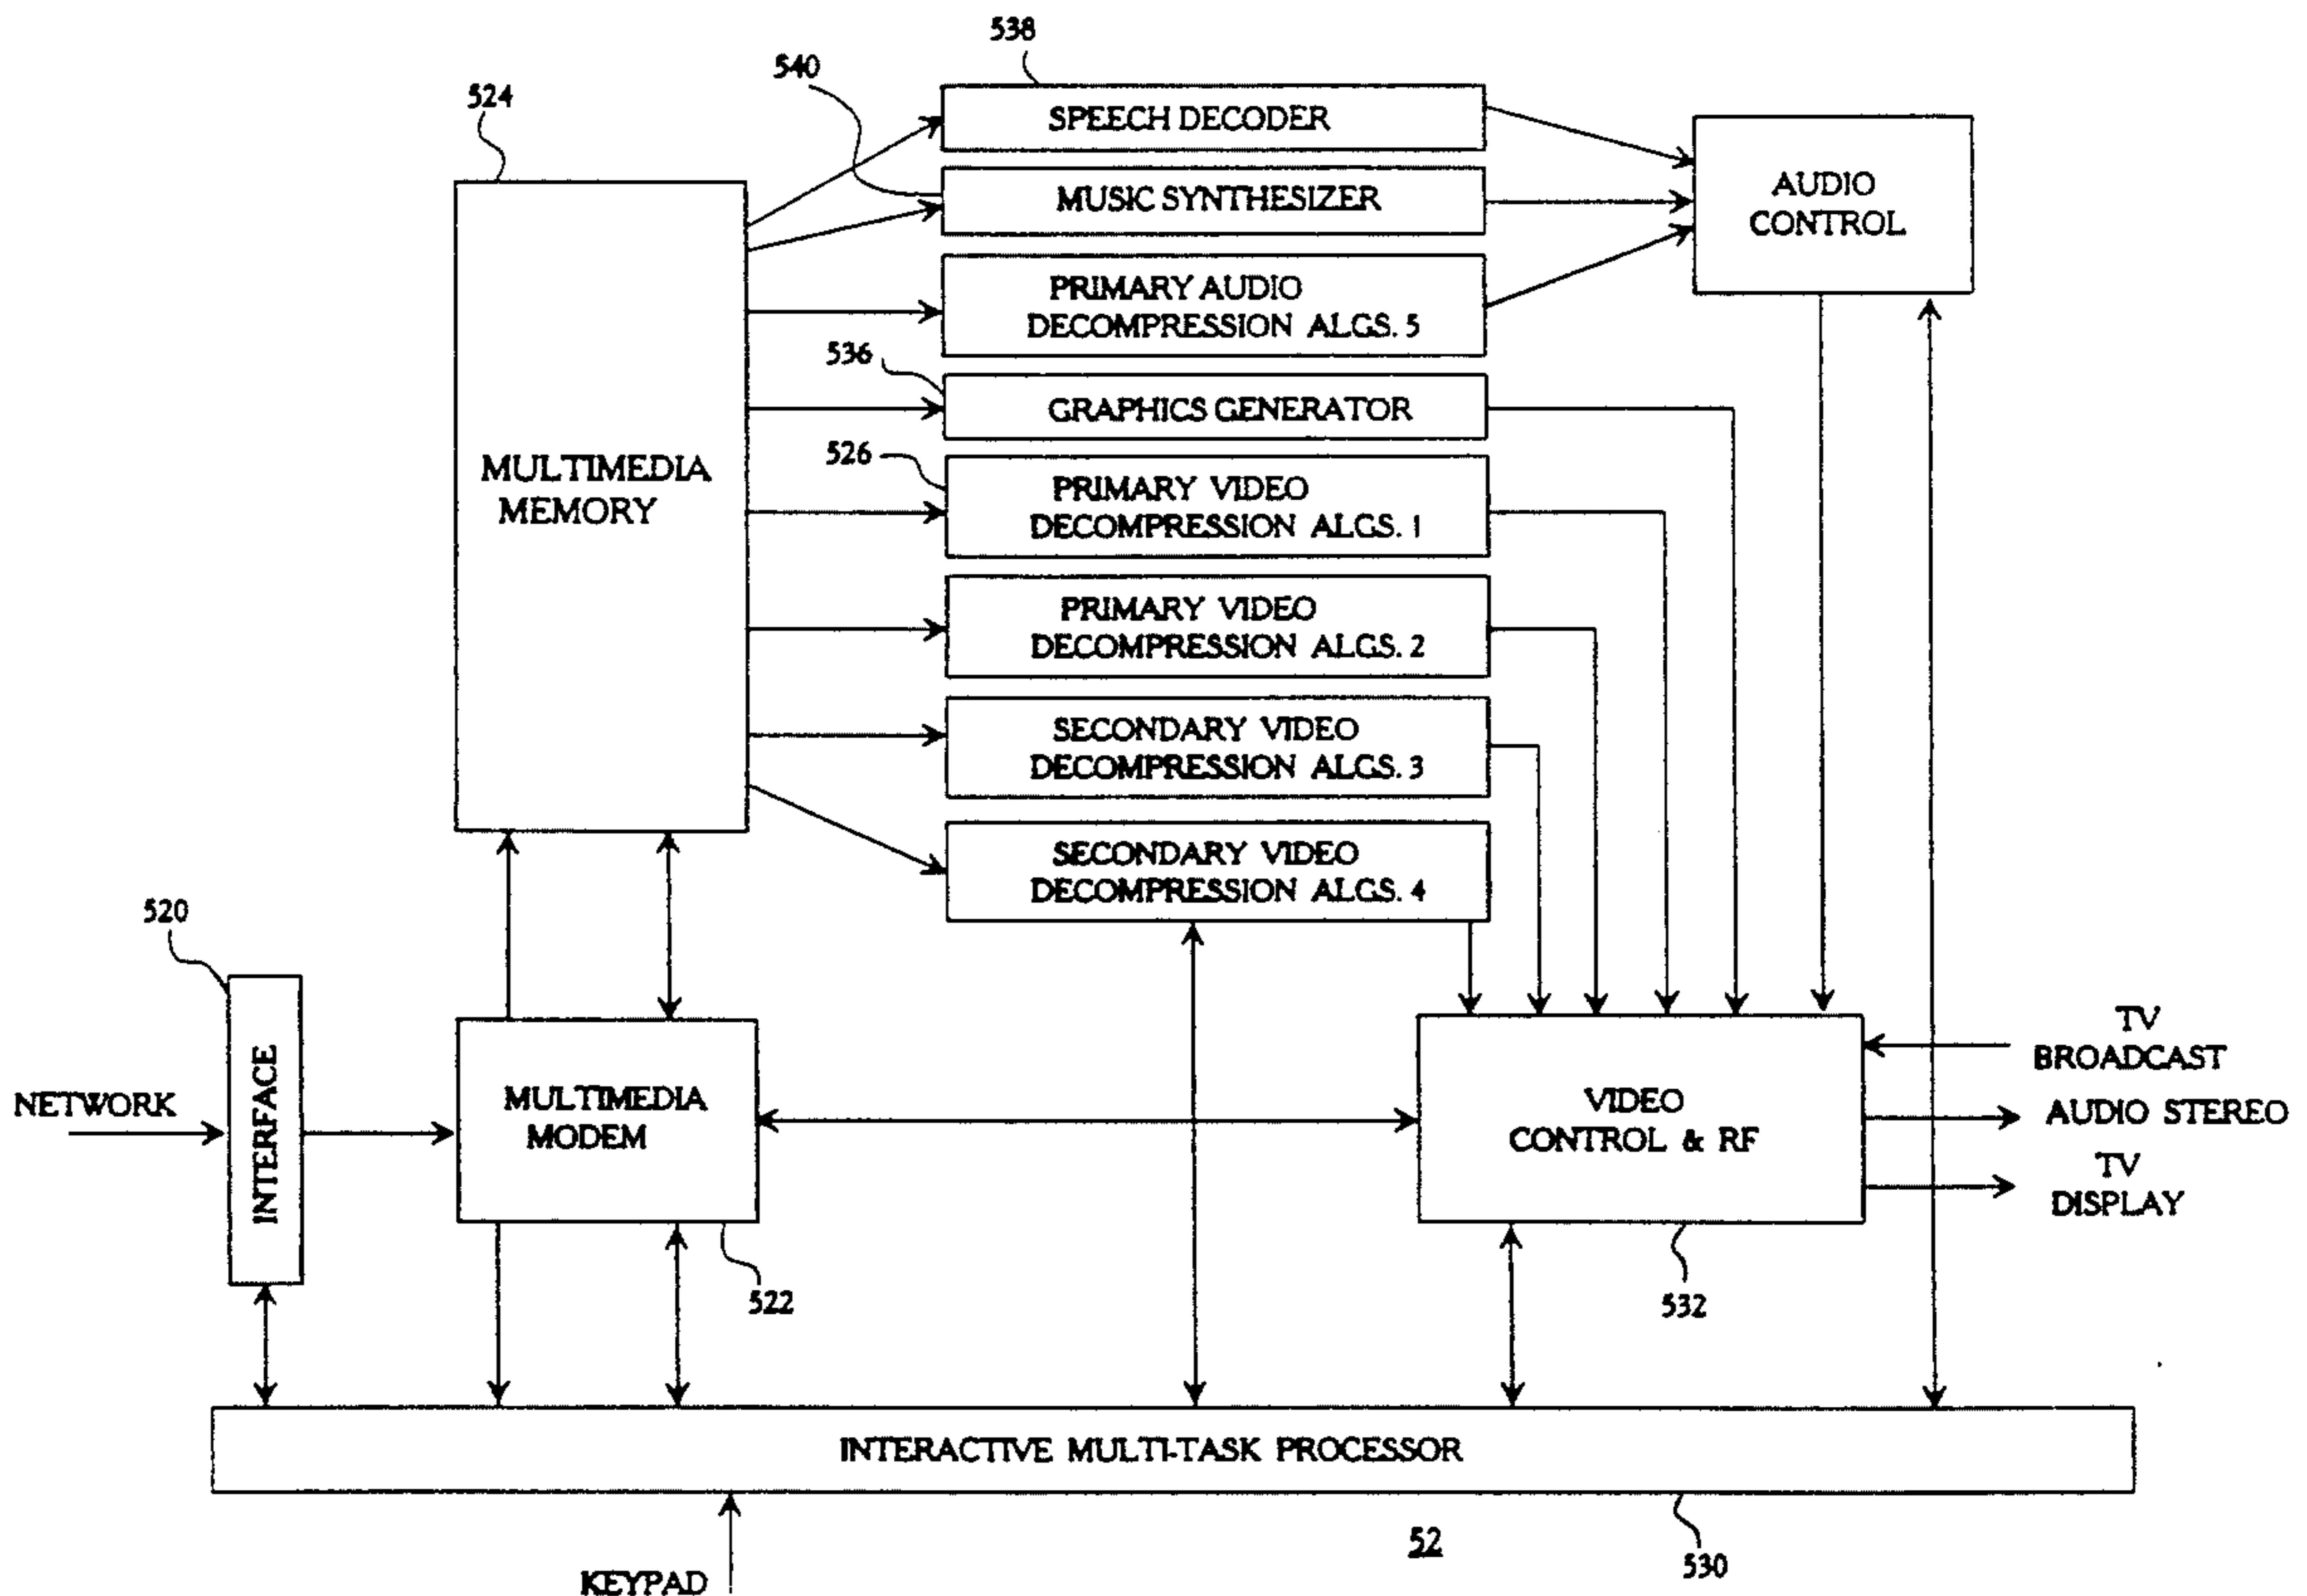 538
540
524
SPEECH DECODER
MUSIC SYNTHESIZER
AUDIO
CONTROL
PRIMARY AUDIO
DECOMPRESSION ALGS. 5
536
GRAPHICS GENERATOR
526
MULTIMEDIA
MEMORY
PRIMARY VIDEO
DECOMPRESSION ALGS. 1
PRIMARY VIDEO
DECOMPRESSION ALGS. 2
SECONDARY VIDEO
DECOMPRESSION ALGS. 3
SECONDARY VIDEO
DECOMPRESSION ALGS. 4
520
NETWORK
INTERFACE
MULTIMEDIA
MODEM
522
VIDEO
CONTROL & RF
532
TV
BROADCAST
AUDIO STEREO
TV
DISPLAY
INTERACTIVE MULTI-TASK PROCESSOR
52
530
KEYPAD